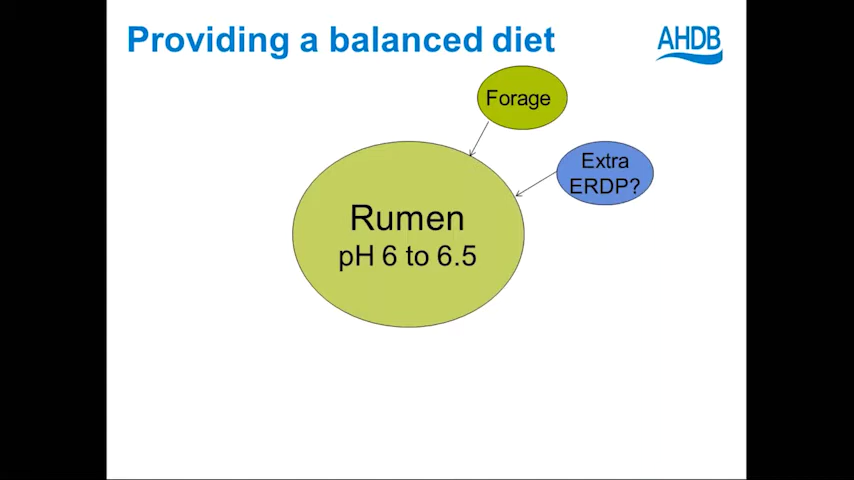 Providing a balanced diet
AHDB
Forage
Extra
ERDP?
Rumen
pH 6 to 6.5